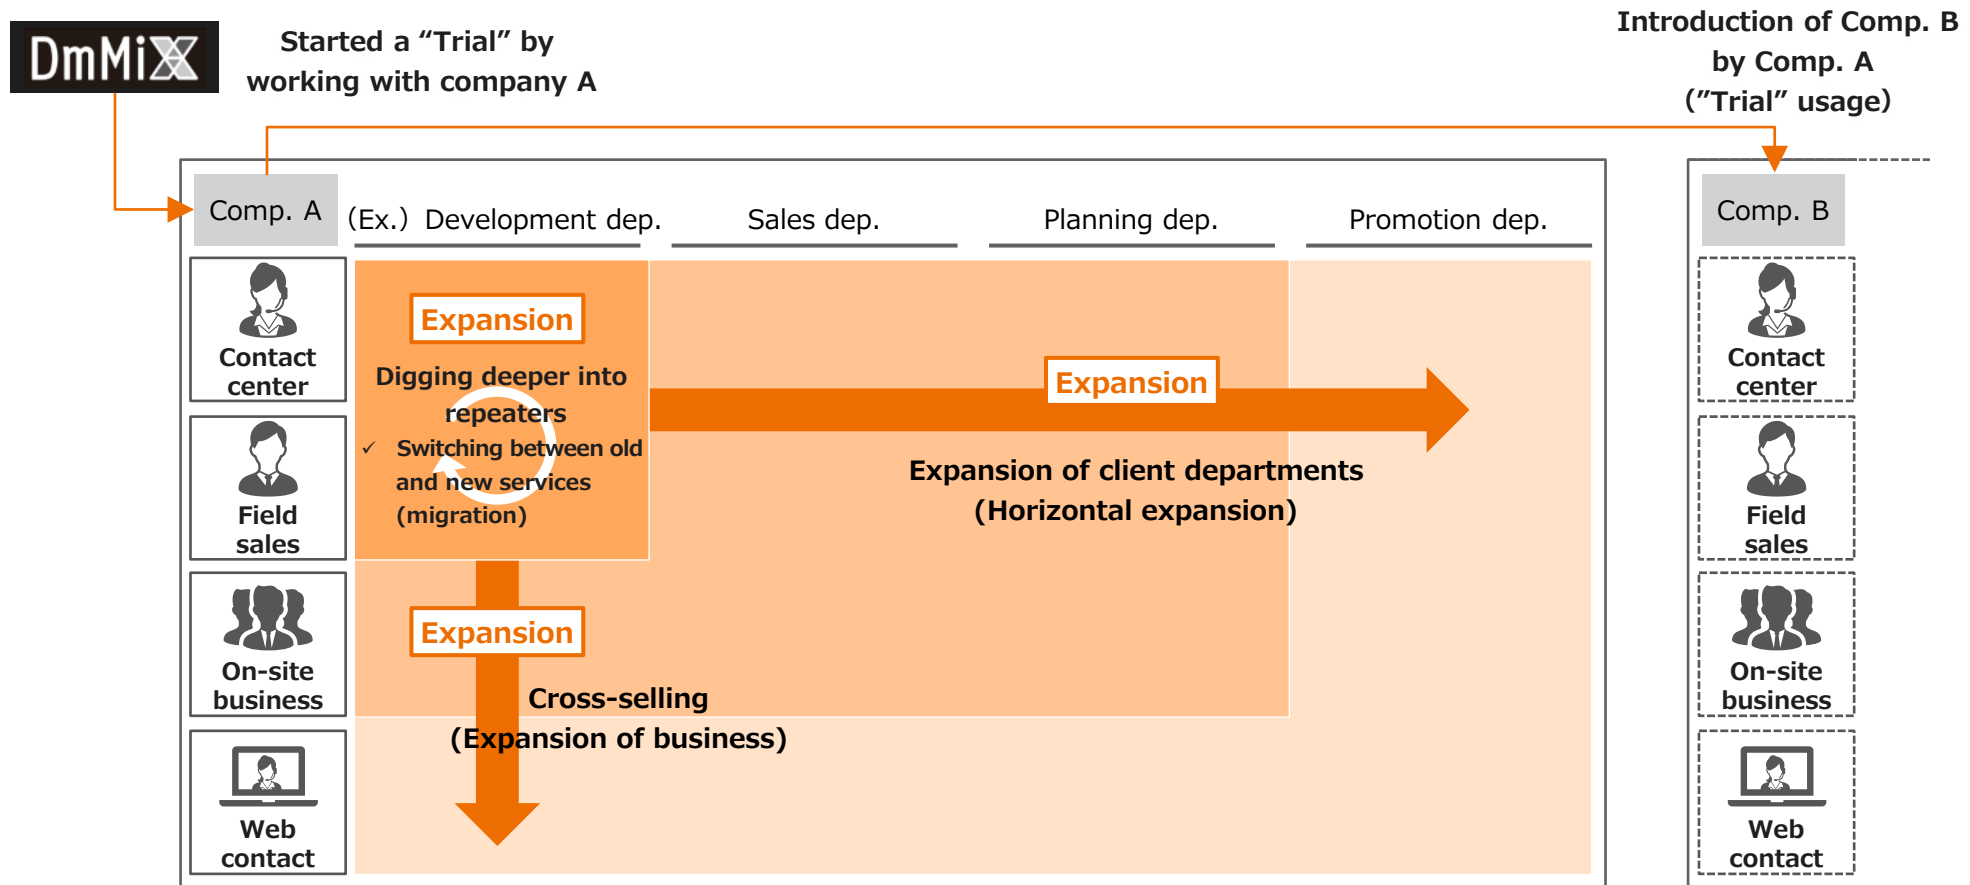 DmMiX
Started a “Trial” by
working with company A
Introduction of Comp. B
by Comp. A
(”Trial” usage)
Comp. A
(Ex.) Development dep.
Sales dep.
Planning dep.
Promotion dep.
Comp. B
Contact
center
Field
sales
On-site
business
Web
contact
Expansion
Digging deeper into
repeaters
✓ Switching between old
and new services
(migration)
Expansion
Expansion of client departments
(Horizontal expansion)
Expansion
Cross-selling
(Expansion of business)
Contact
center
Field
sales
On-site
business
Web
contact